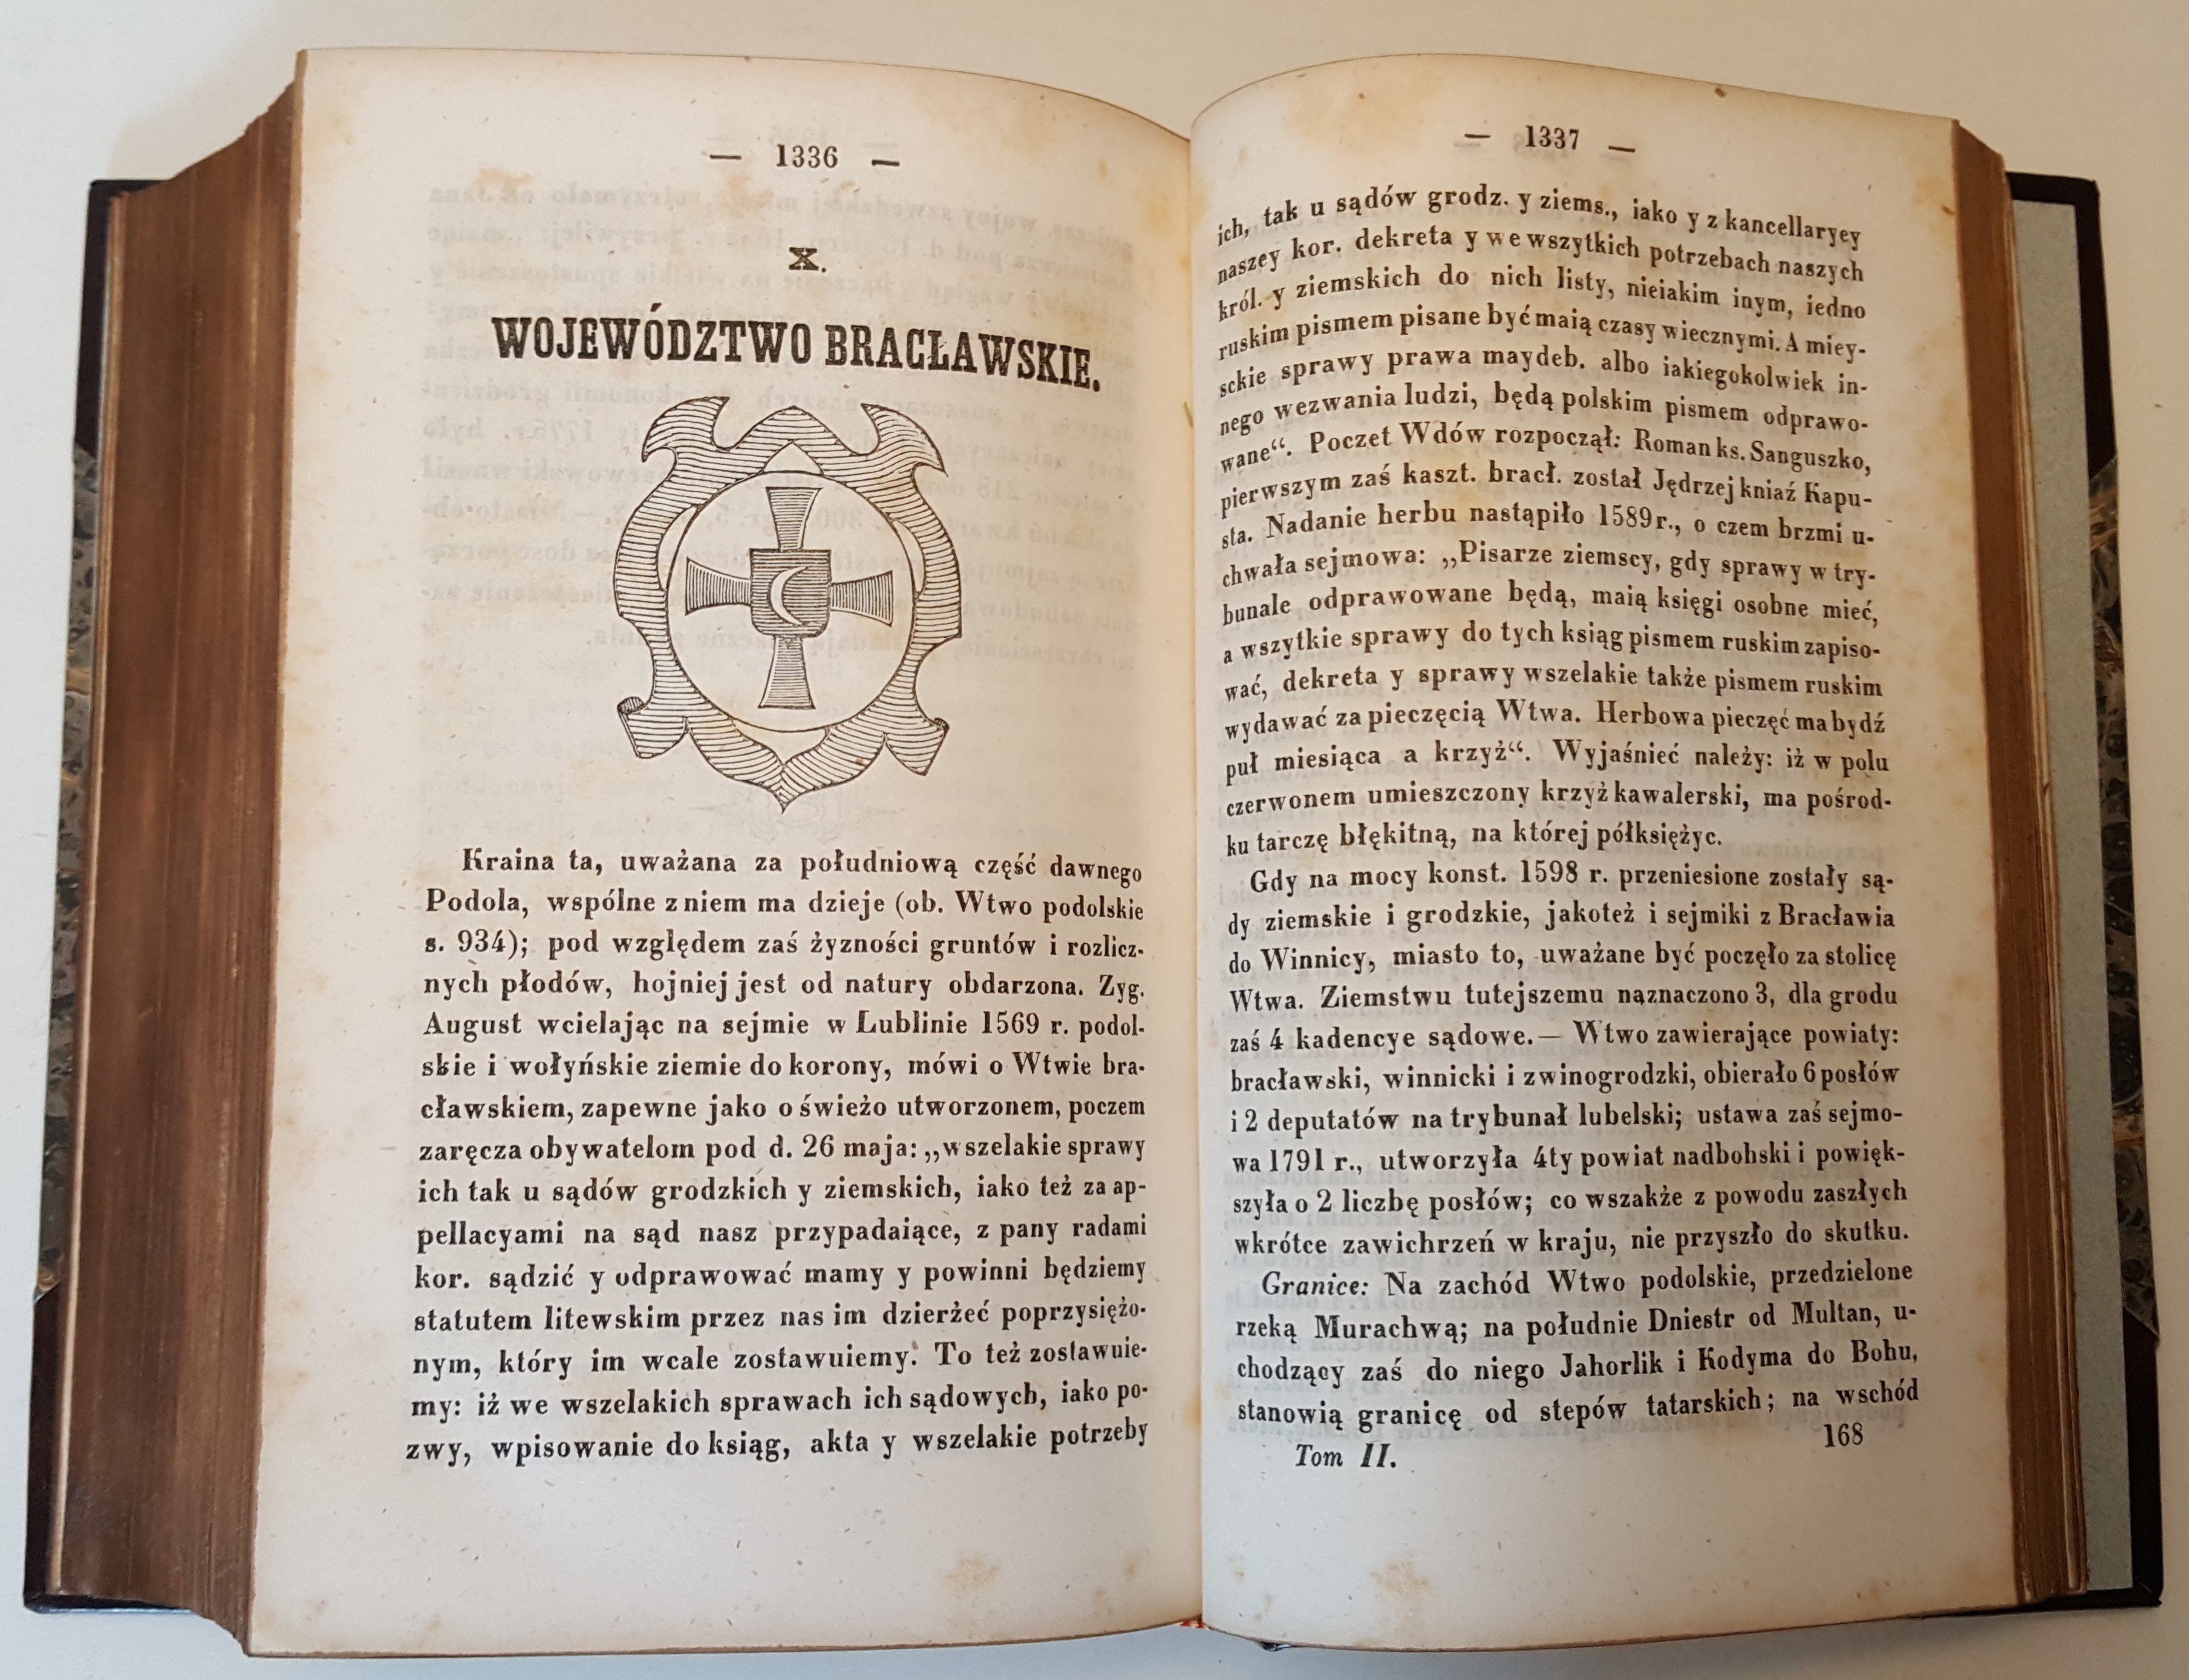 — 1336 —
X.
WOJEWÓDZTWO BRACŁAWSKIE.
Kraina ta, uważana za południową część dawnego
Podola, wspólne z niem ma dzieje (ob. Wtwo podolskie
s. 934); pod względem zaś żyzności gruntów i rozlicz-
nych płodów, hojniej jest od natury obdarzona. Zyg.
August wcielając na sejmie w Lublinie 1569 r. podol-
skie i wołyńskie ziemie do korony, mówi o Wtwie bra-
cławskiem, zapewne jako o świeżo utworzonem, poczem
zaręcza obywatelom pod d. 26 maja: „wszelakie sprawy
ich tak u sądów grodzkich y ziemskich, iako też za ap-
pellacyami na sąd nasz przypadaiące, z pany radami
kor. sądzić y odprawować mamy y powinni będziemy
statutem litewskim przez nas im dzierżeć poprzysiężo-
nym, który im wcale zostawuiemy. To też zostawuie-
my: iż we wszelakich sprawach ich sądowych, iako po-
zwy, wpisowanie do ksiąg, akta y wszelakie potrzeby
— 1337 —
ich, tak u sądów grodz. y ziems., iako y z kancellaryey
naszey kor. dekreta y we wszytkich potrzebach naszych
król. y ziemskich do nich listy, nieiakim inym, iedno
ruskim pismem pisane być maią czasy wiecznymi. A miey-
sckie sprawy prawa maydeb. albo iakiegokolwiek in-
nego wezwania ludzi, będą polskim pismem odprawo-
wane“. Poczet Wdów rozpoczął: Roman ks. Sanguszko,
pierwszym zaś kaszt. bracł. został Jędrzej kniaź Kapu-
sta. Nadanie herbu nastąpiło 1589 r., o czem brzmi u-
chwała sejmowa: „Pisarze ziemscy, gdy sprawy w try-
bunale odprawowane będą, maią księgi osobne mieć,
a wszytkie sprawy do tych ksiąg pismem ruskim zapiso-
wać, dekreta y sprawy wszelakie także pismem ruskim
wydawać za pieczęcią Wtwa. Herbowa pieczęć ma bydź
puł miesiąca a krzyż“. Wyjaśnieć należy: iż w polu
czerwonem umieszczony krzyż kawalerski, ma pośrod-
ku tarczę błękitną, na której półksiężyc.
Gdy na mocy konst. 1598 r. przeniesione zostały są-
dy ziemskie i grodzkie, jakoteż i sejmiki z Bracławia
do Winnicy, miasto to, uważane być poczęło za stolicę
Wtwa. Ziemstwu tutejszemu naznaczono 3, dla grodu
zaś 4 kadencye sądowe.— Wtwo zawierające powiaty:
bracławski, winnicki i zwinogrodzki, obierało 6 posłów
i 2 deputatów na trybunał lubelski; ustawa zaś sejmo-
wa 1791 r., utworzyła 4ty powiat nadbohski i powięk-
szyła o 2 liczbę posłów; co wszakże z powodu zaszłych
wkrótce zawichrzeń w kraju, nie przyszło do skutku.
Granice: Na zachód Wtwo podolskie, przedzielone
rzeką Murachwą; na południe Dniestr od Multan, u-
chodzący zaś do niego Jahorlik i Kodyma do Bohu,
stanowią granicę od stepów tatarskich; na wschód
Tom II. 168